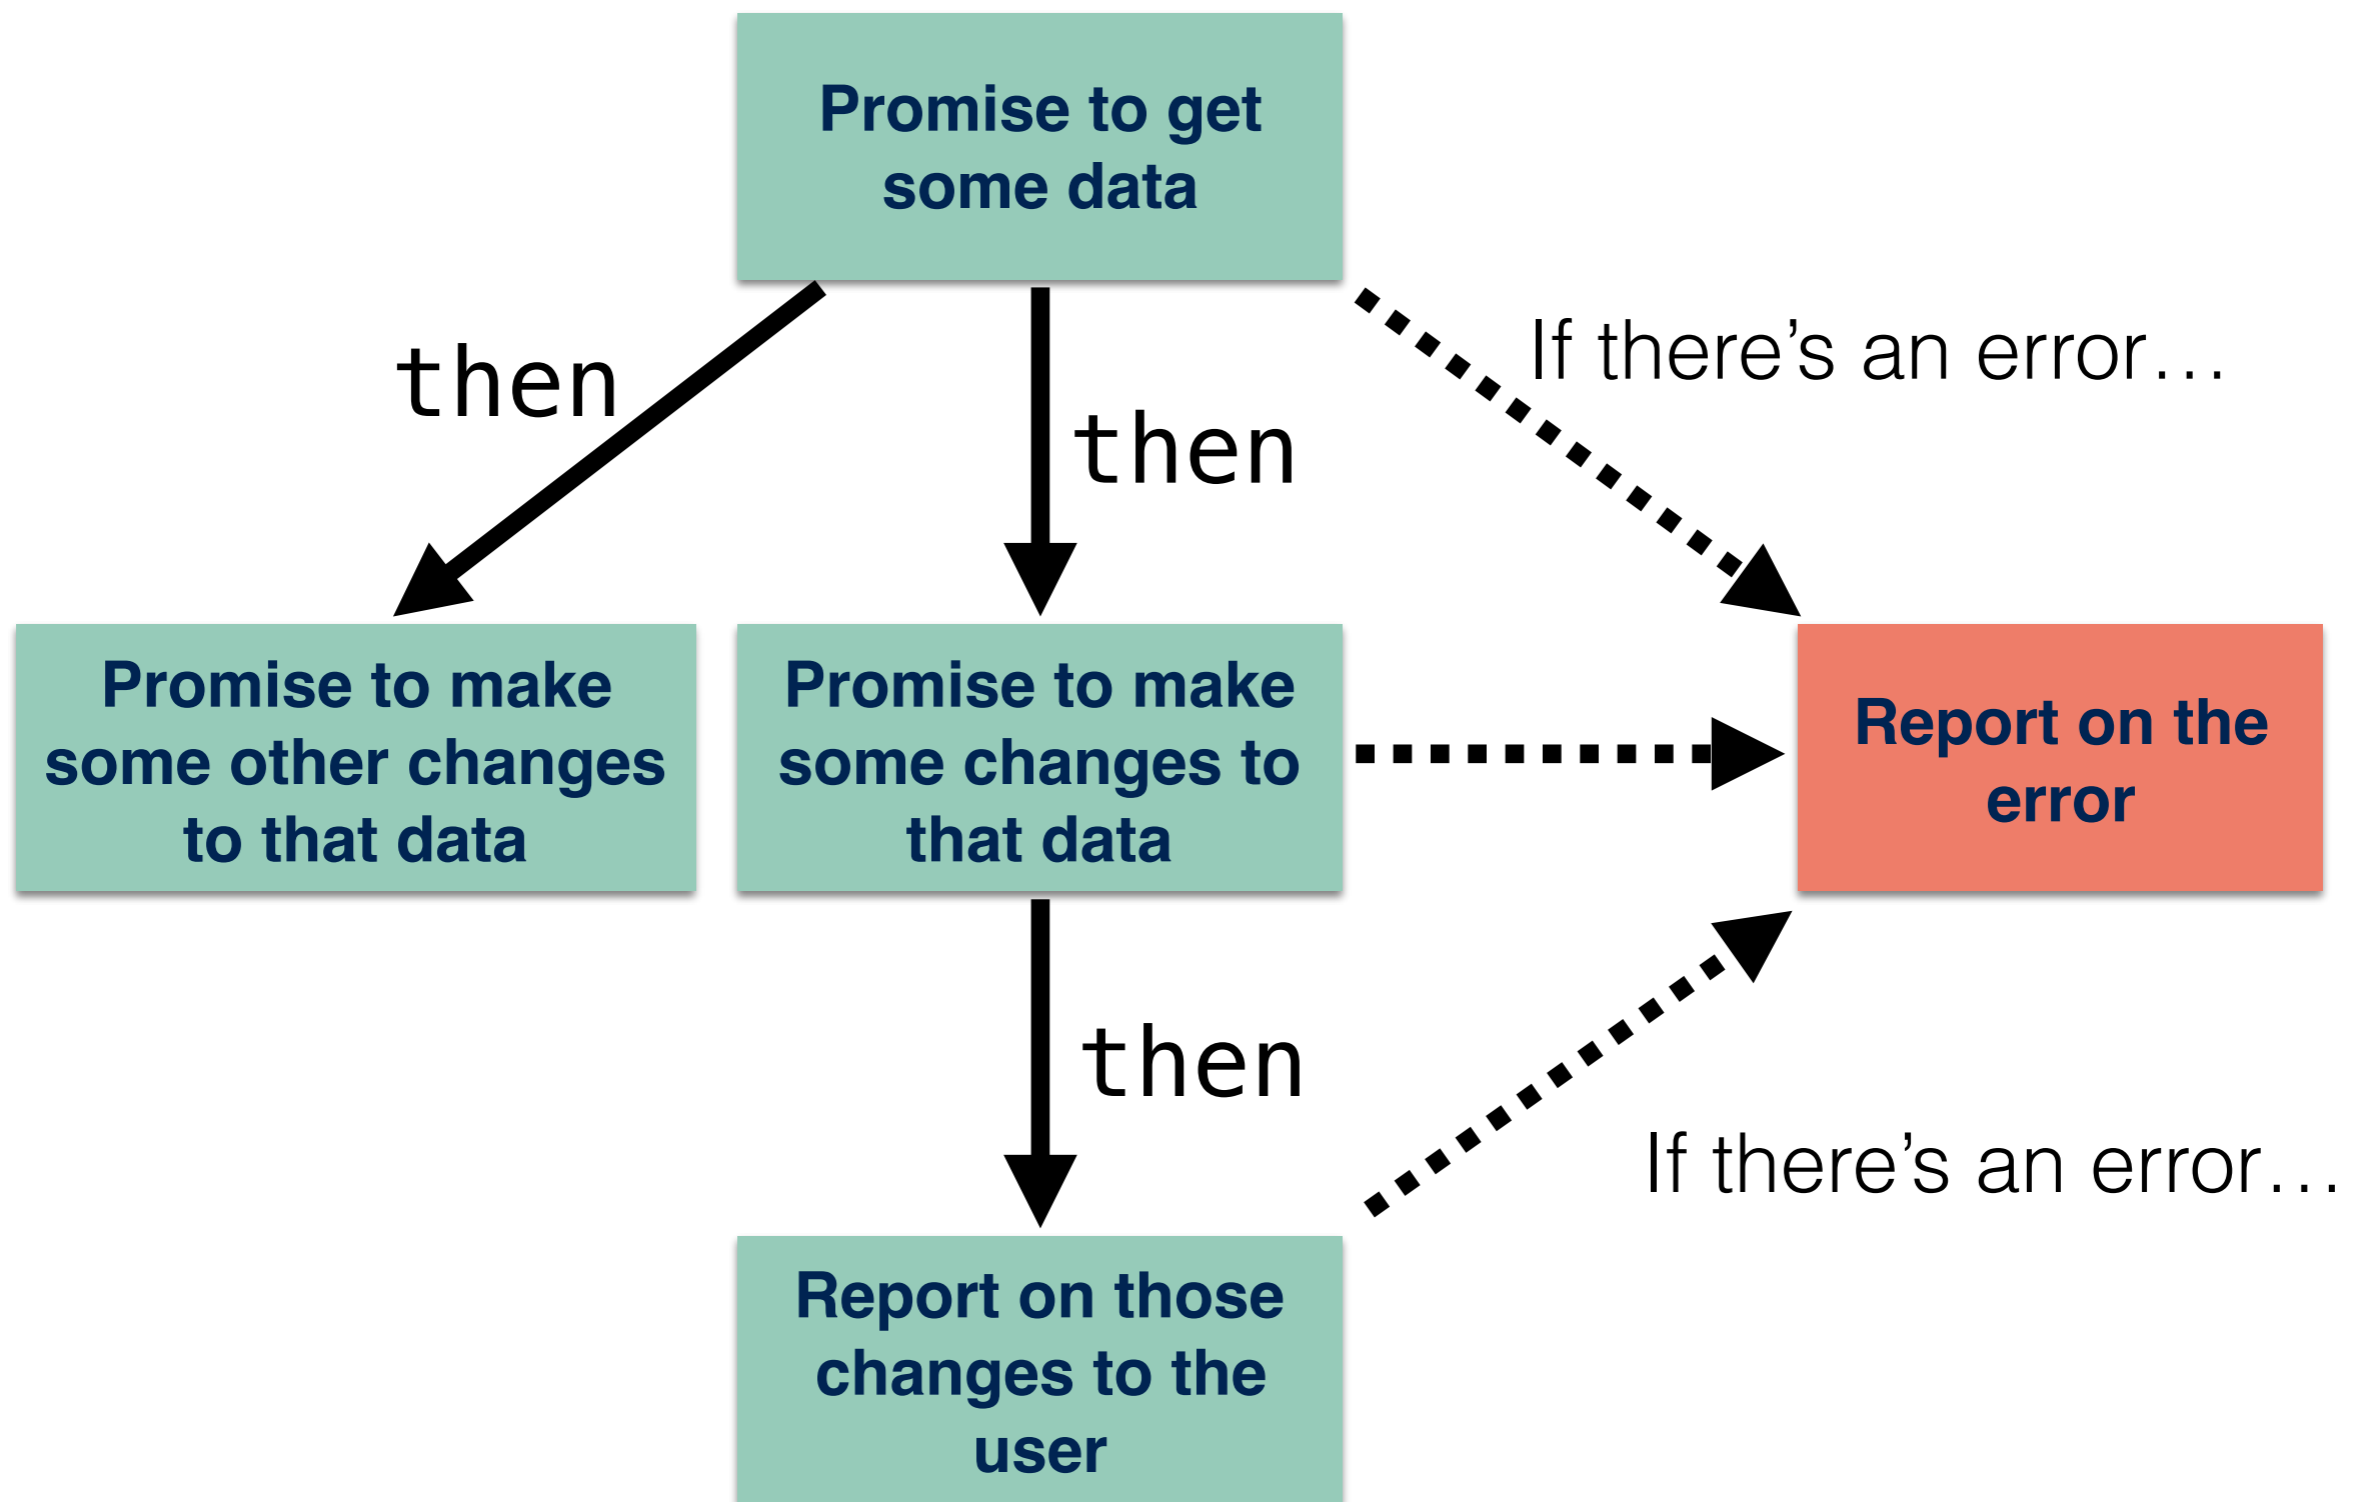 Promise to get
some data
If there’s an error…
then
then
Promise to make
some other changes
to that data
Promise to make
some changes to
that data
Report on the
error
then
If there’s an error…
Report on those
changes to the
user